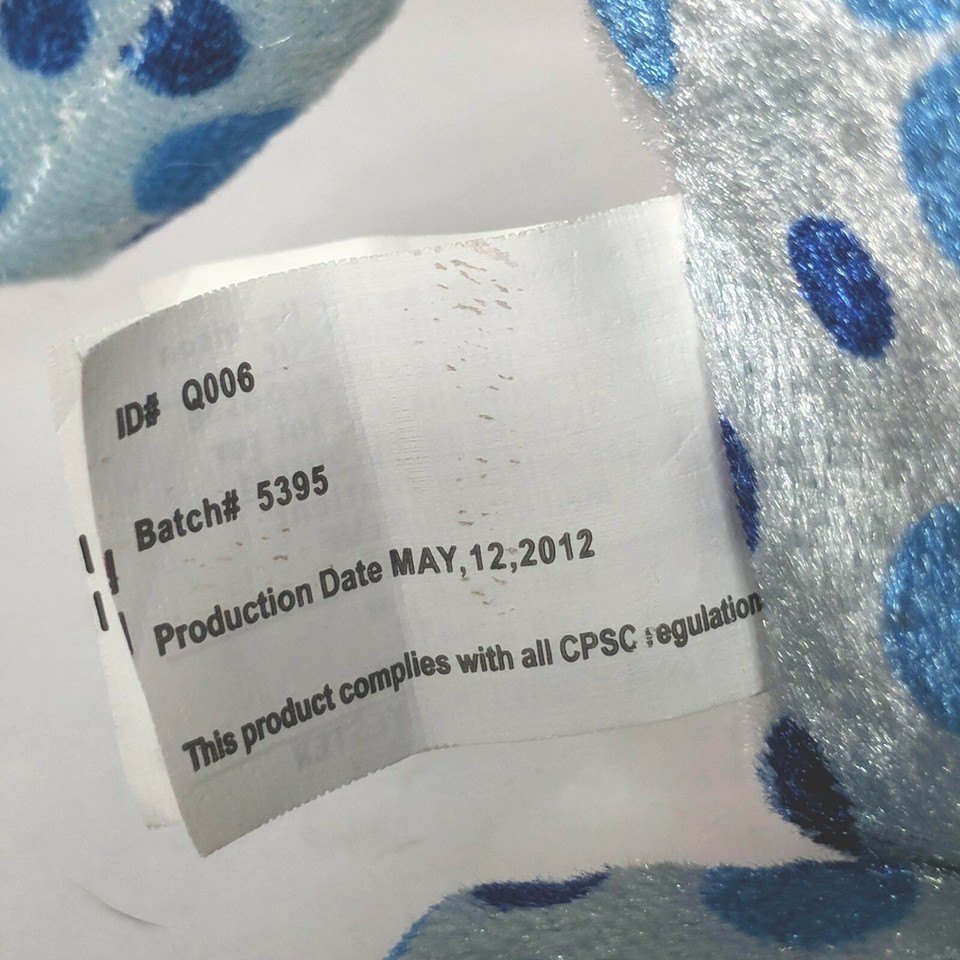 ID# Q006
Batch# 5395
Production Date MAY,12,2012
This product complies with all CPSC regulation